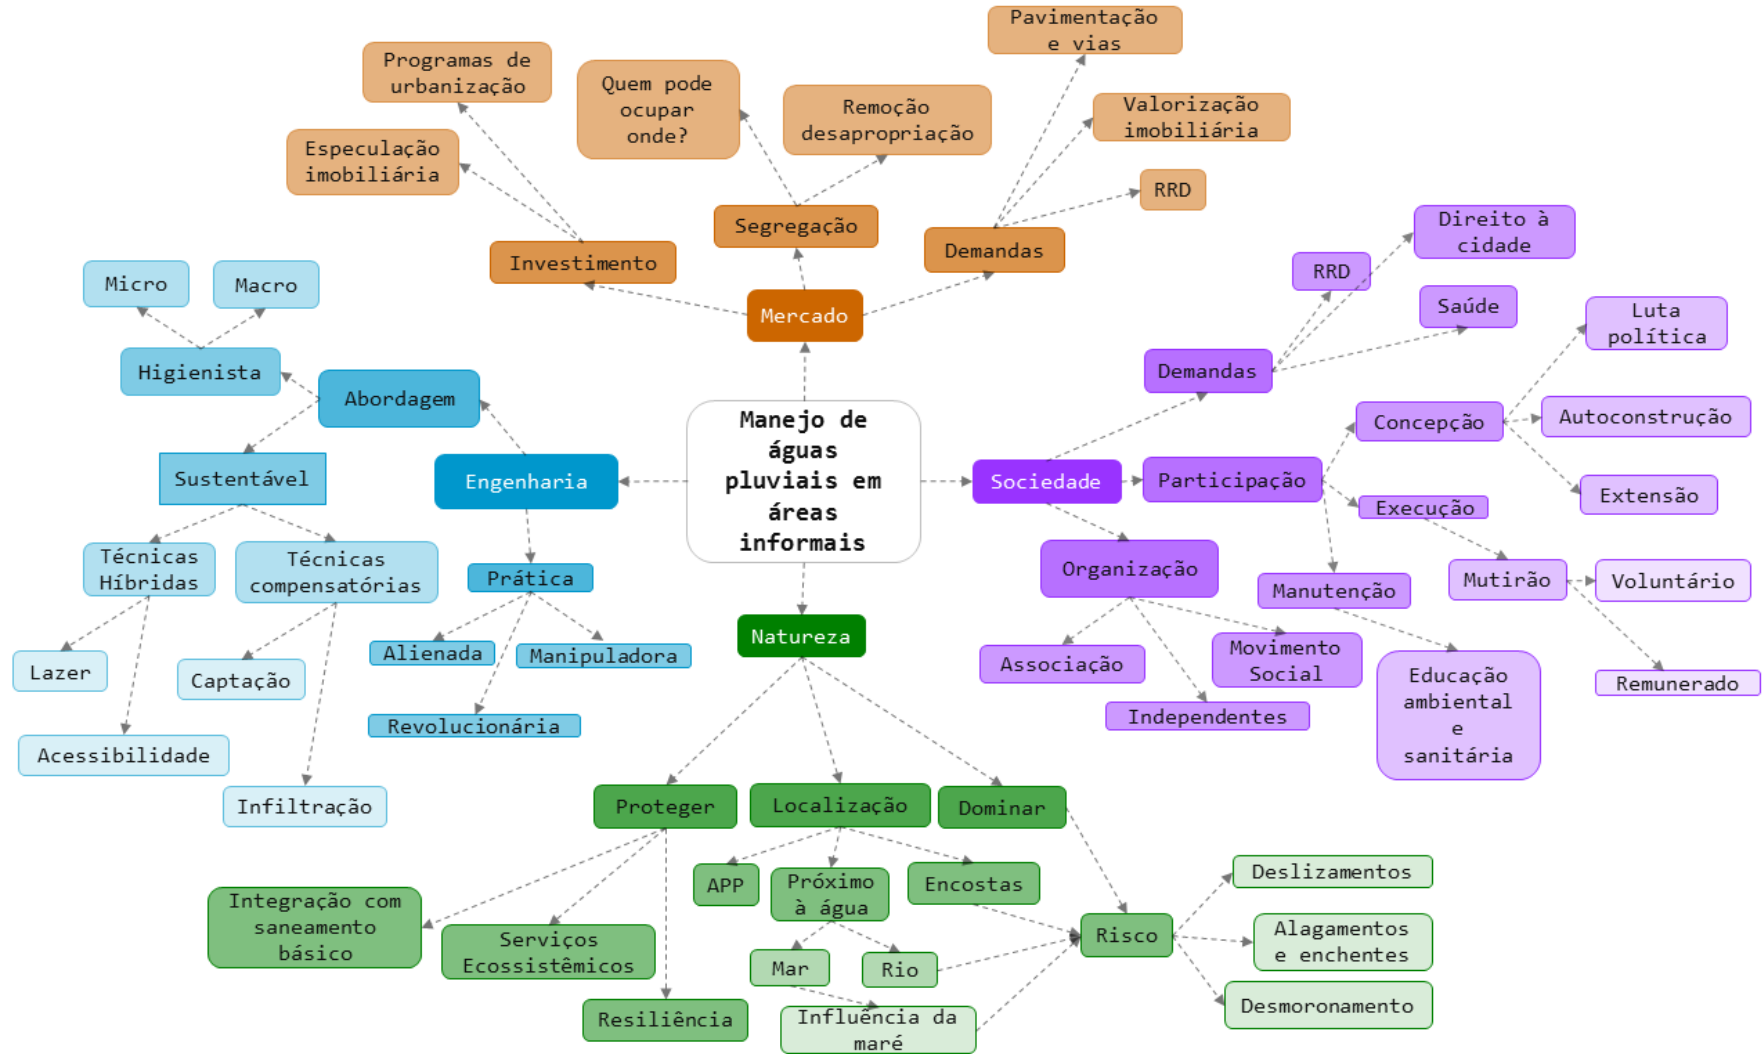 Pavimentação
e vias
Programas de
urbanização
Quem pode
ocupar
onde?
Remoção
desapropriação
Valorização
imobiliária
Especulação
imobiliária
RRD
Segregação
Demandas
Investimento
Mercado
Micro
Macro
Higienista
Abordagem
Sustentável
Engenharia
Técnicas
Híbridas
Técnicas
compensatórias
Lazer
Captação
Acessibilidade
Infiltração
Prática
Alienada
Manipuladora
Revolucionária
Manejo de
águas
pluviais em
áreas
informais
Direito à
cidade
RRD
Saúde
Demandas
Luta
política
Concepção
Autoconstrução
Sociedade
Participação
Extensão
Execução
Organização
Manutenção
Mutirão
Voluntário
Associação
Movimento
Social
Independentes
Educação
ambiental
e
sanitária
Remunerado
Natureza
Proteger
Localização
Dominar
APP
Próximo
à água
Encostas
Integração com
saneamento
básico
Serviços
Ecossistêmicos
Resiliência
Mar
Rio
Influência da
maré
Risco
Deslizamentos
Alagamentos
e enchentes
Desmoronamento